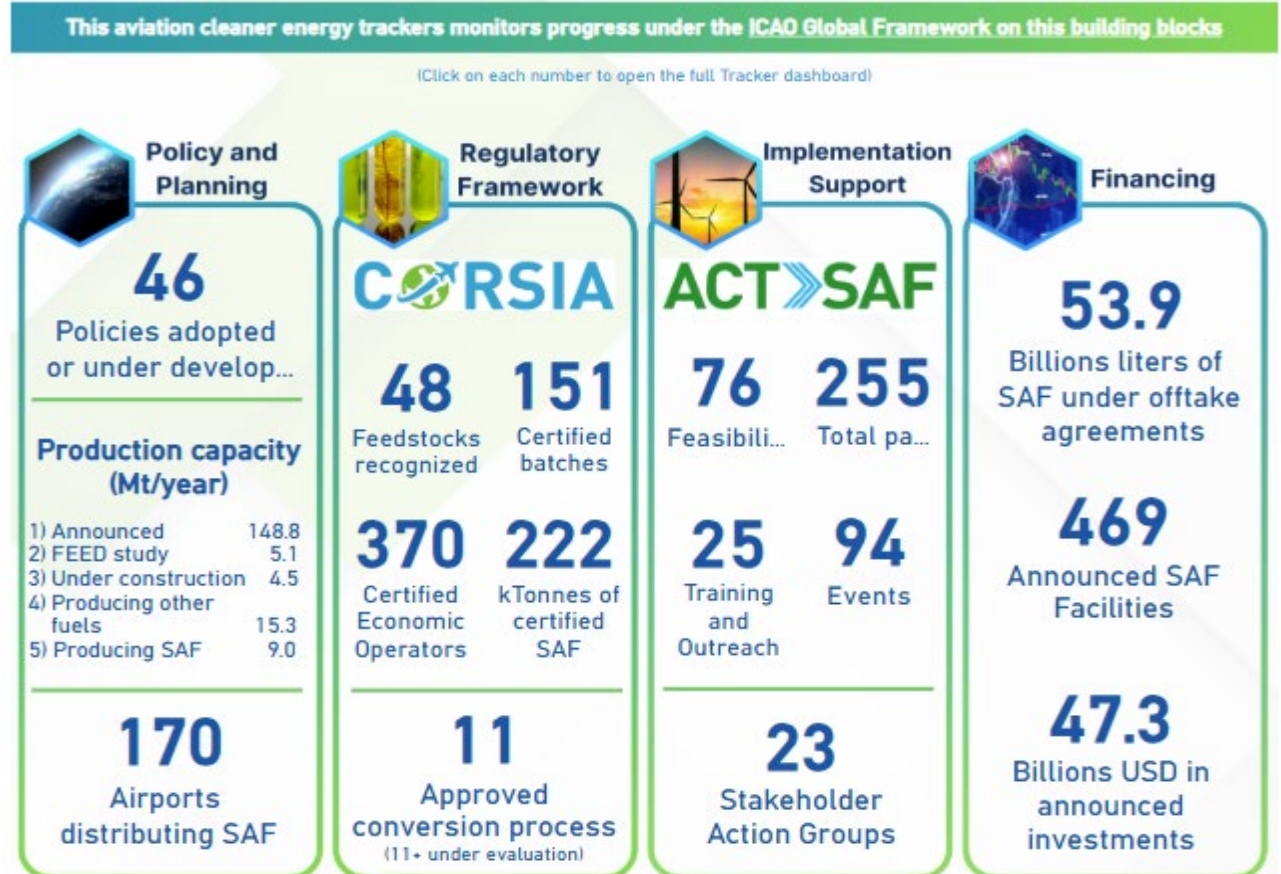 This aviation cleaner energy trackers monitors progress under the ICAO Global Framework on this building blocks
(Click on each number to open the full Tracker dashboard)
Policy and
Planning
46
Policies adopted
or under develop...
Production capacity
(Mt/year)
1) Announced 148.8
2) FEED study 5.1
3) Under construction 4.5
4) Producing other
fuels 15.3
5) Producing SAF 9.0
170
Airports
distributing SAF
Regulatory
Framework
CORSIA
48 151
Feedstocks Certified
recognized batches
370 222
Certified kTonnes of
Economic certified
Operators SAF
11
Approved
conversion process
(11+ under evaluation)
Implementation
Support
ACT SAF
76 255
Feasibili... Total pa...
25 94
Training Events
and
Outreach
23
Stakeholder
Action Groups
Financing
53.9
Billions liters of
SAF under offtake
agreements
469
Announced SAF
Facilities
47.3
Billions USD in
announced
investments